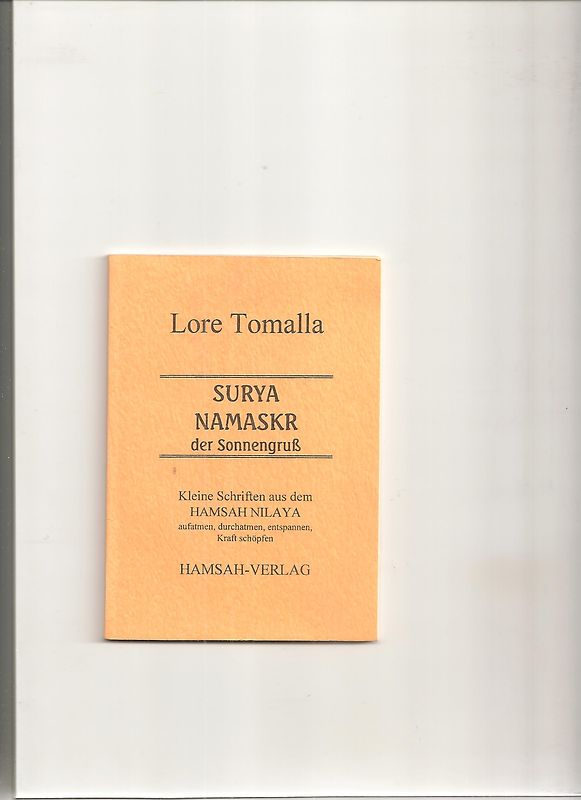 Lore Tomalla
SURYA
NAMASKR
der Sonnengruß
Kleine Schriften aus dem
HAMSAH NILAYA
aufatmen, durchatmen, entspannen,
Kraft schöpfen
HAMSAH-VERLAG